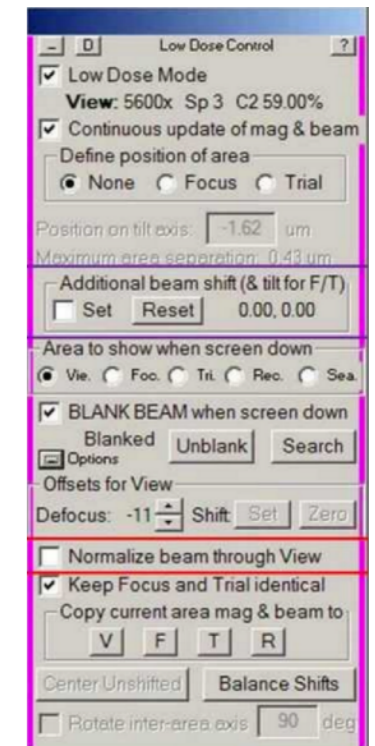 – D Low Dose Control ?
Low Dose Mode
View: 5600x Sp 3 C2 59.00%
Continuous update of mag & beam
Define position of area
None Focus Trial
Position on tilt axis: -1.62 um
Maximum area separation: 0.43 um
Additional beam shift (& tilt for F/T)
Set Reset 0.00, 0.00
Area to show when screen down
Vie. Foc. Tri. Rec. Sea.
BLANK BEAM when screen down
Blanked Unblank Search
Options
Offsets for View
Defocus: -11 Shift: Set Zero
Normalize beam through View
Keep Focus and Trial identical
Copy current area mag & beam to
V F T R
Center Unshifted Balance Shifts
Rotate inter-area axis 90 deg